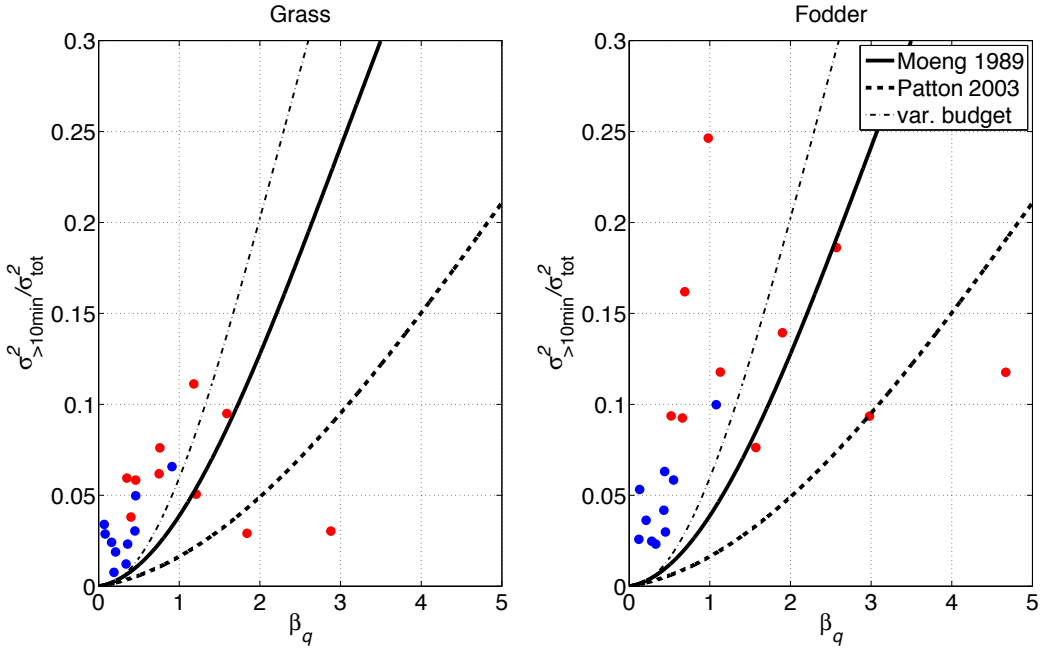 Grass
0.3
0.25
0.2
0.15
0.1
0.05
0
0 1 2 3 4 5
σ²>10min/σ²tot
βq
Fodder
Moeng 1989
Patton 2003
var. budget
0.3
0.25
0.2
0.15
0.1
0.05
0
0 1 2 3 4 5
σ²>10min/σ²tot
βq